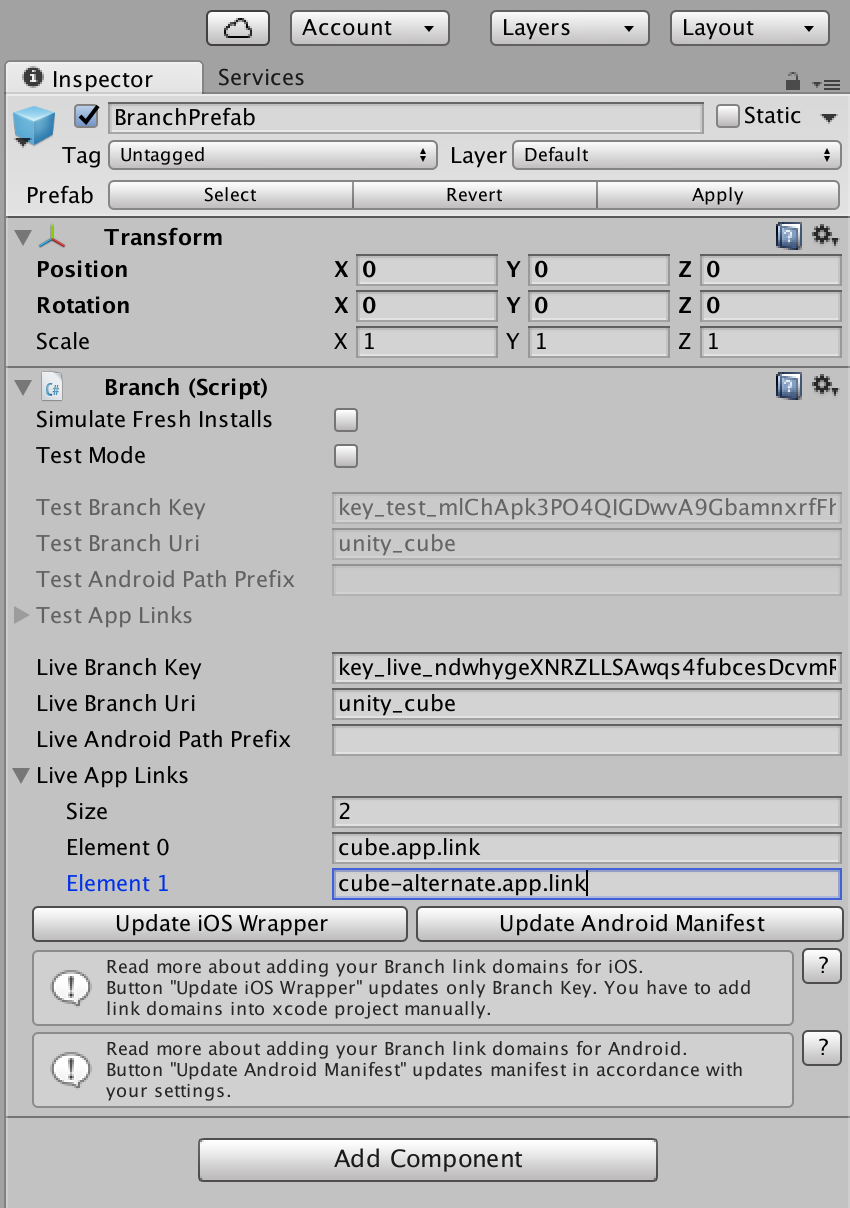 Account Layers Layout
Inspector Services
BranchPrefab Static
Tag Untagged Layer Default
Prefab Select Revert Apply
Transform
Position X 0 Y 0 Z 0
Rotation X 0 Y 0 Z 0
Scale X 1 Y 1 Z 1
C# Branch (Script)
Simulate Fresh Installs
Test Mode
Test Branch Key key_test_mlChApk3PO4QIGDwvA9GbamnxrfFh
Test Branch Uri unity_cube
Test Android Path Prefix
Test App Links
Live Branch Key key_live_ndwhygeXNRZLLSAwqs4fubcesDcvmR
Live Branch Uri unity_cube
Live Android Path Prefix
Live App Links
Size 2
Element 0 cube.app.link
Element 1 cube-alternate.app.link
Update iOS Wrapper Update Android Manifest
Read more about adding your Branch link domains for iOS. ?
Button "Update iOS Wrapper" updates only Branch Key. You have to add
link domains into xcode project manually.
Read more about adding your Branch link domains for Android. ?
Button "Update Android Manifest" updates manifest in accordance with
your settings.
Add Component